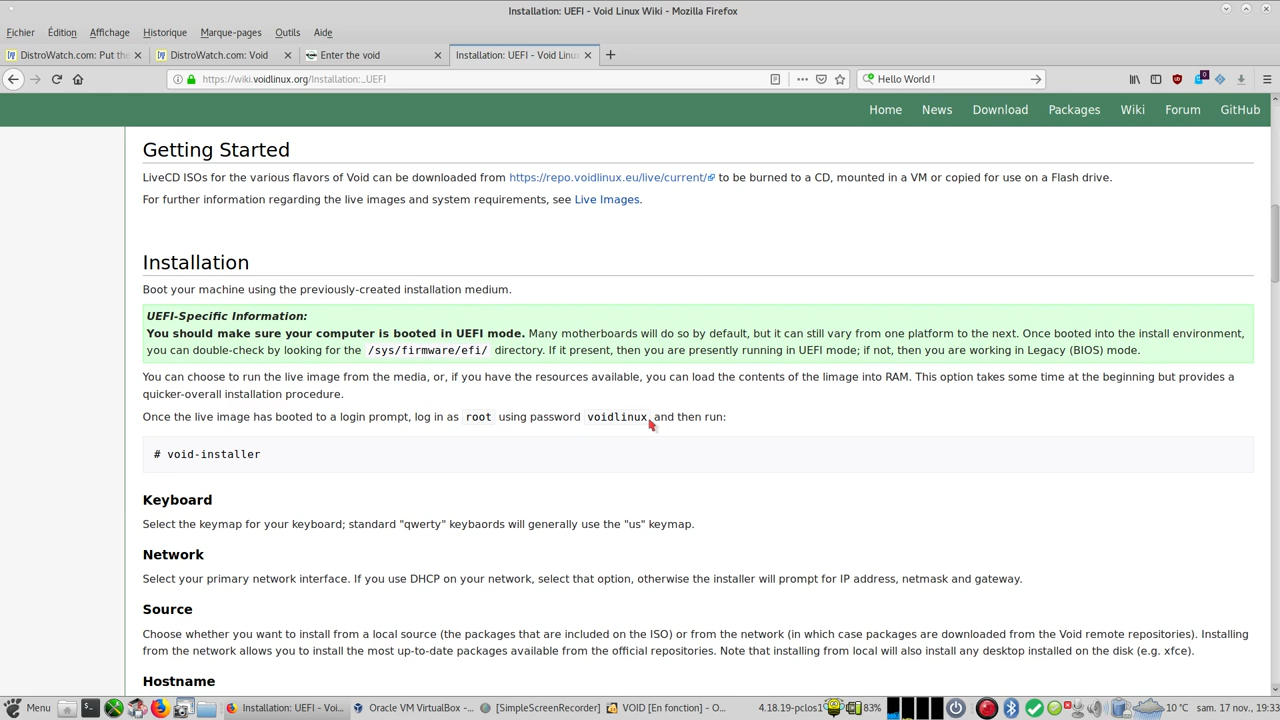 Installation: UEFI - Void Linux Wiki - Mozilla Firefox
Fichier Édition Affichage Historique Marque-pages Outils Aide
DistroWatch.com: Put the DistroWatch.com: Void Enter the void Installation: UEFI - Void Linux
https://wiki.voidlinux.org/Installation:_UEFI Hello World ! 0
Home News Download Packages Wiki Forum GitHub
Getting Started
LiveCD ISOs for the various flavors of Void can be downloaded from https://repo.voidlinux.eu/live/current/ to be burned to a CD, mounted in a VM or copied for use on a Flash drive.
For further information regarding the live images and system requirements, see Live Images.
Installation
Boot your machine using the previously-created installation medium.
UEFI-Specific Information:
You should make sure your computer is booted in UEFI mode. Many motherboards will do so by default, but it can still vary from one platform to the next. Once booted into the install environment,
you can double-check by looking for the /sys/firmware/efi/ directory. If it present, then you are presently running in UEFI mode; if not, then you are working in Legacy (BIOS) mode.
You can choose to run the live image from the media, or, if you have the resources available, you can load the contents of the limage into RAM. This option takes some time at the beginning but provides a
quicker-overall installation procedure.
Once the live image has booted to a login prompt, log in as root using password voidlinux, and then run:
# void-installer
Keyboard
Select the keymap for your keyboard; standard "qwerty" keybaords will generally use the "us" keymap.
Network
Select your primary network interface. If you use DHCP on your network, select that option, otherwise the installer will prompt for IP address, netmask and gateway.
Source
Choose whether you want to install from a local source (the packages that are included on the ISO) or from the network (in which case packages are downloaded from the Void remote repositories). Installing
from the network allows you to install the most up-to-date packages available from the official repositories. Note that installing from local will also install any desktop installed on the disk (e.g. xfce).
Hostname
Menu Installation: UEFI - Voi... Oracle VM VirtualBox -... [SimpleScreenRecorder] VOID [En fonction] - O... 4.18.19-pclos1 83% 10 °C sam. 17 nov., 19:33